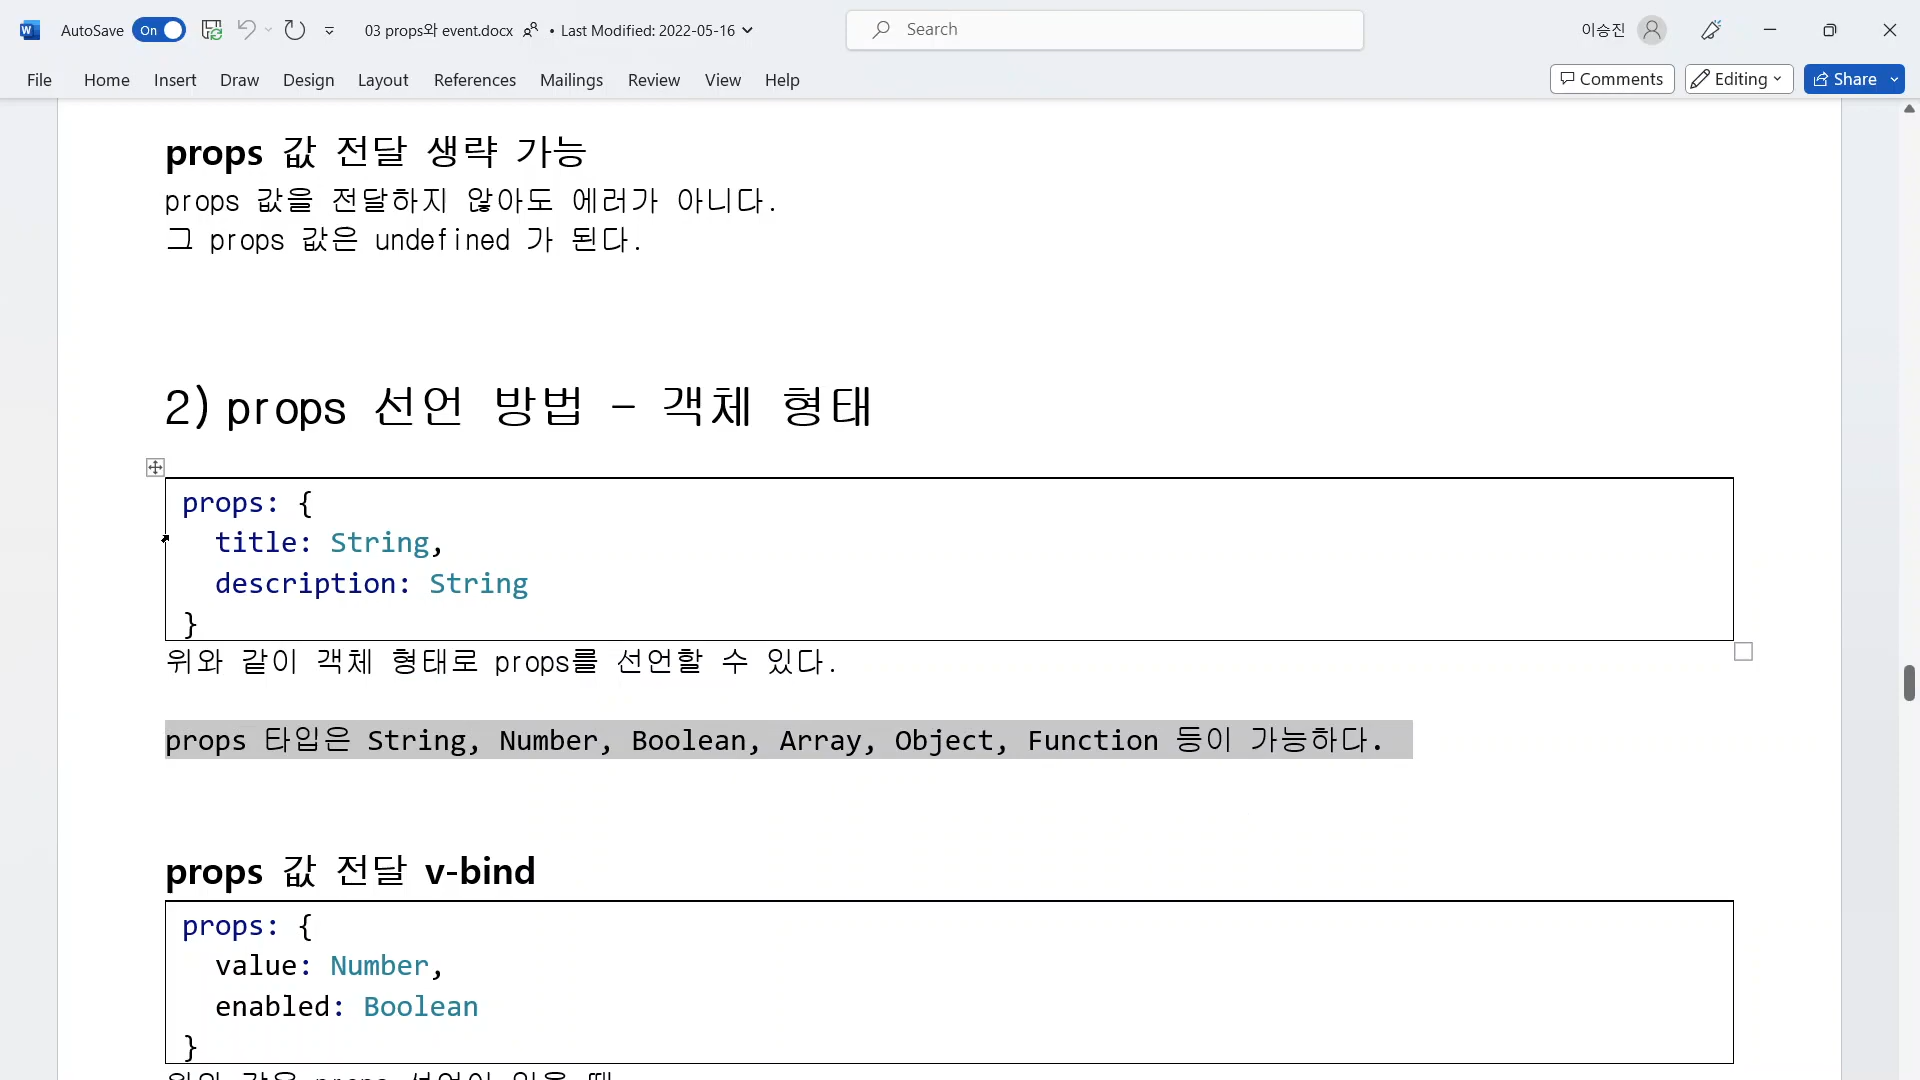 AutoSave On 03 props와 event.docx • Last Modified: 2022-05-16 Search 이승진
File Home Insert Draw Design Layout References Mailings Review View Help Comments Editing Share
props 값 전달 생략 가능
props 값을 전달하지 않아도 에러가 아니다.
그 props 값은 undefined 가 된다.
2) props 선언 방법 - 객체 형태
props: {
title: String,
description: String
}
위와 같이 객체 형태로 props를 선언할 수 있다.
props 타입은 String, Number, Boolean, Array, Object, Function 등이 가능하다.
props 값 전달 v-bind
props: {
value: Number,
enabled: Boolean
}